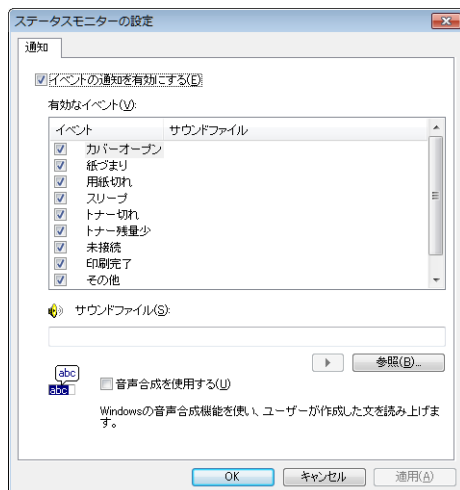 ステータスモニターの設定
通知
イベントの通知を有効にする(E)
有効なイベント(V):
イベント サウンドファイル
カバーオープン
紙づまり
用紙切れ
スリープ
トナー切れ
トナー残量少
未接続
印刷完了
その他
サウンドファイル(S):
参照(B)...
abc
abc
音声合成を使用する(U)
Windowsの音声合成機能を使い、ユーザーが作成した文を読み上げま
す。
OK キャンセル 適用(A)